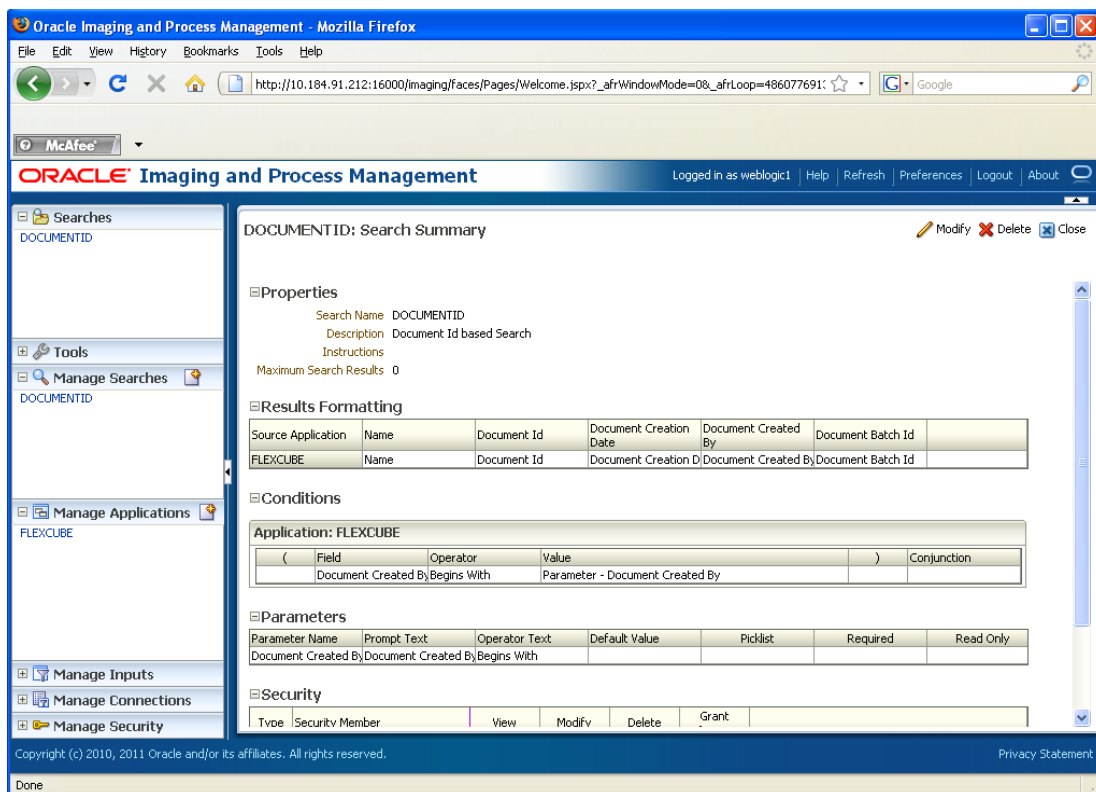 Oracle Imaging and Process Management - Mozilla Firefox
File Edit View History Bookmarks Tools Help
http://10.184.91.212:16000/imaging/faces/Pages/Welcome.jspx?_afrWindowMode=0&_afrLoop=486077691
G Google
McAfee
ORACLE Imaging and Process Management
Logged in as weblogic1 | Help | Refresh | Preferences | Logout | About
Searches
DOCUMENTID
Tools
Manage Searches
DOCUMENTID
Manage Applications
FLEXCUBE
Manage Inputs
Manage Connections
Manage Security
DOCUMENTID: Search Summary
Modify Delete Close
Properties
Search Name DOCUMENTID
Description Document Id based Search
Instructions
Maximum Search Results 0
Results Formatting
Source Application Name Document Id Document Creation Date Document Created By Document Batch Id
FLEXCUBE Name Document Id Document Creation D Document Created By Document Batch Id
Conditions
Application: FLEXCUBE
( Field Operator Value ) Conjunction
Document Created By Begins With Parameter - Document Created By
Parameters
Parameter Name Prompt Text Operator Text Default Value Picklist Required Read Only
Document Created By Document Created By Begins With
Security
Type Security Member View Modify Delete Grant
Copyright (c) 2010, 2011 Oracle and/or its affiliates. All rights reserved.
Privacy Statement
Done